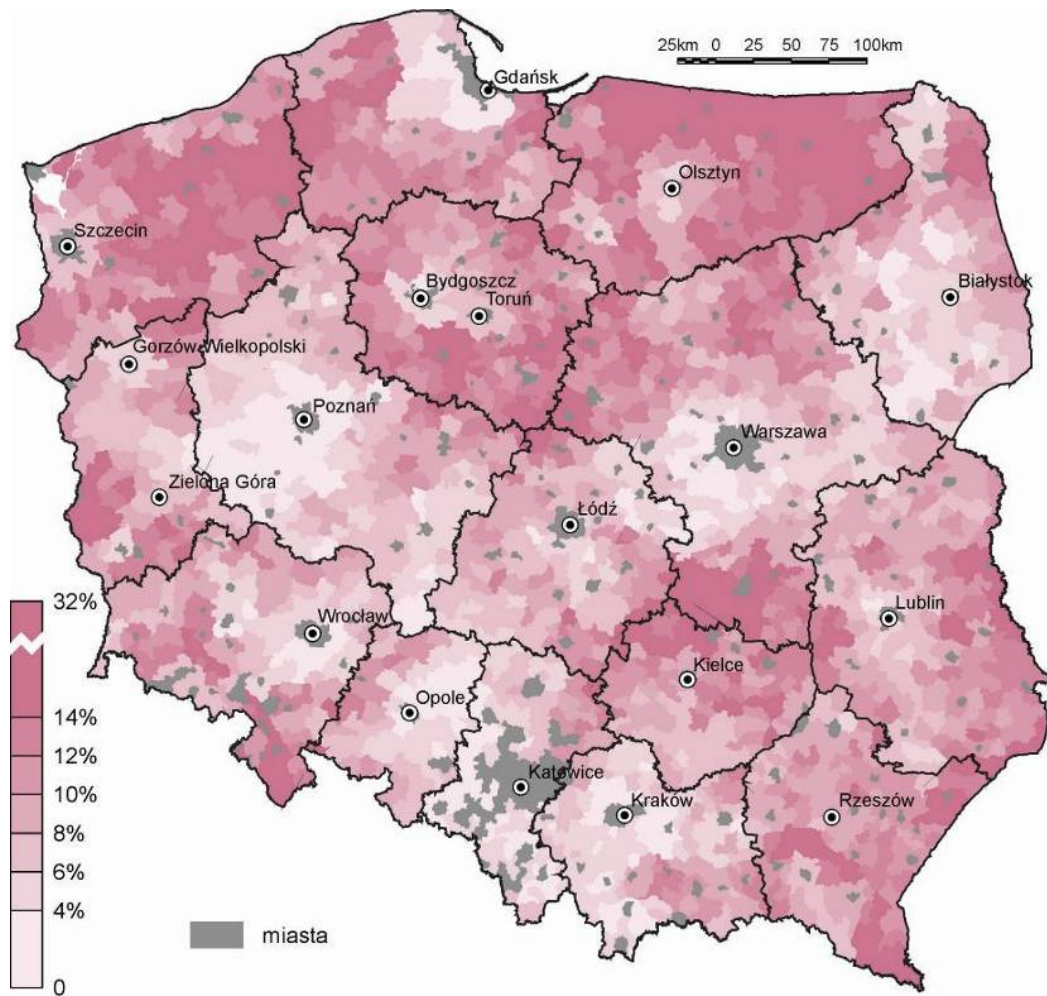 25km 0 25 50 75 100km
Gdańsk
Olsztyn
Szczecin
Białystok
Bydgoszcz
Toruń
Gorzów Wielkopolski
Poznań
Warszawa
Zielona Góra
Łódź
32%
Wrocław
Lublin
Kielce
Opole
14%
12%
Katowice
10%
Kraków
Rzeszów
8%
6%
4%
miasta
0